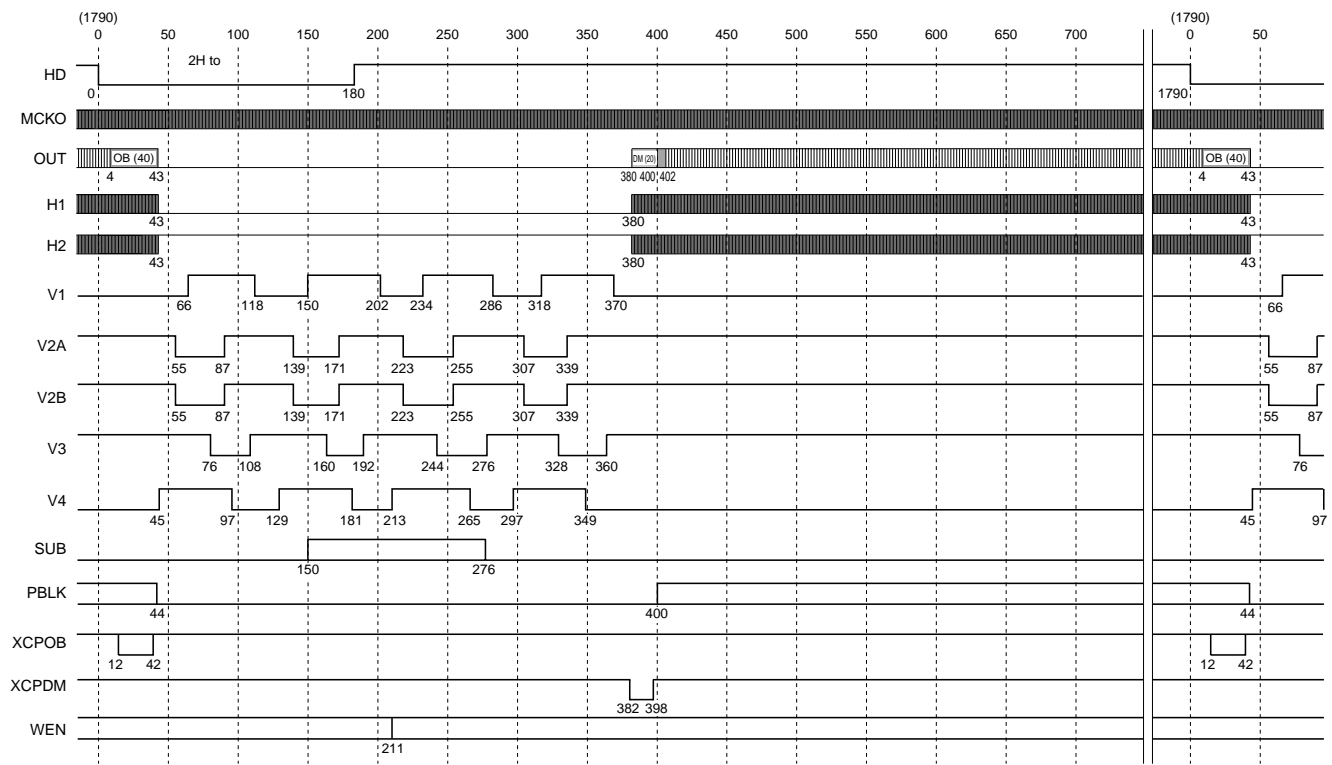 (1790) (1790)
0 50 100 150 200 250 300 350 400 450 500 550 600 650 700 0 50
2H to
HD
0 180 1790
MCKO
OUT OB (40) DM (20) OB (40)
4 43 380 400 402 4 43
H1
43 380 43
H2
43 380 43
V1
66 118 150 202 234 286 318 370 66
V2A
55 87 139 171 223 255 307 339 55 87
V2B
55 87 139 171 223 255 307 339 55 87
V3
76 108 160 192 244 276 328 360 76
V4
45 97 129 181 213 265 297 349 45 97
SUB
150 276
PBLK
44 400 44
XCPOB
12 42 12 42
XCPDM
382 398
WEN
211